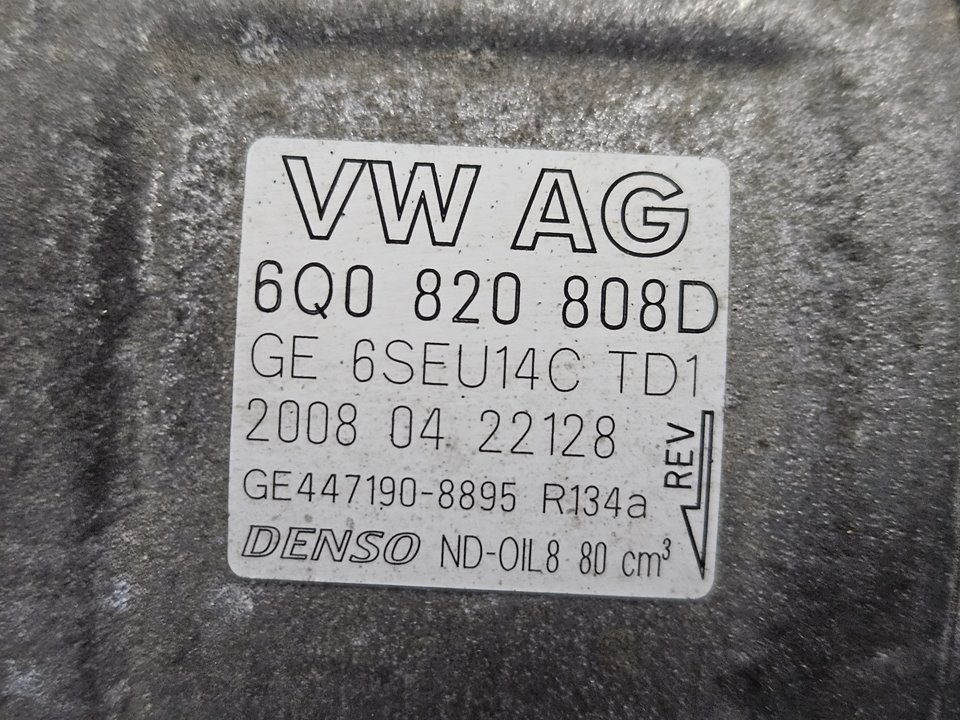 VW AG
6Q0 820 808D
GE 6SEU14C TD1
2008 04 22128
GE447190-8895 R134a
DENSO ND-OIL8 80 cm³
REV